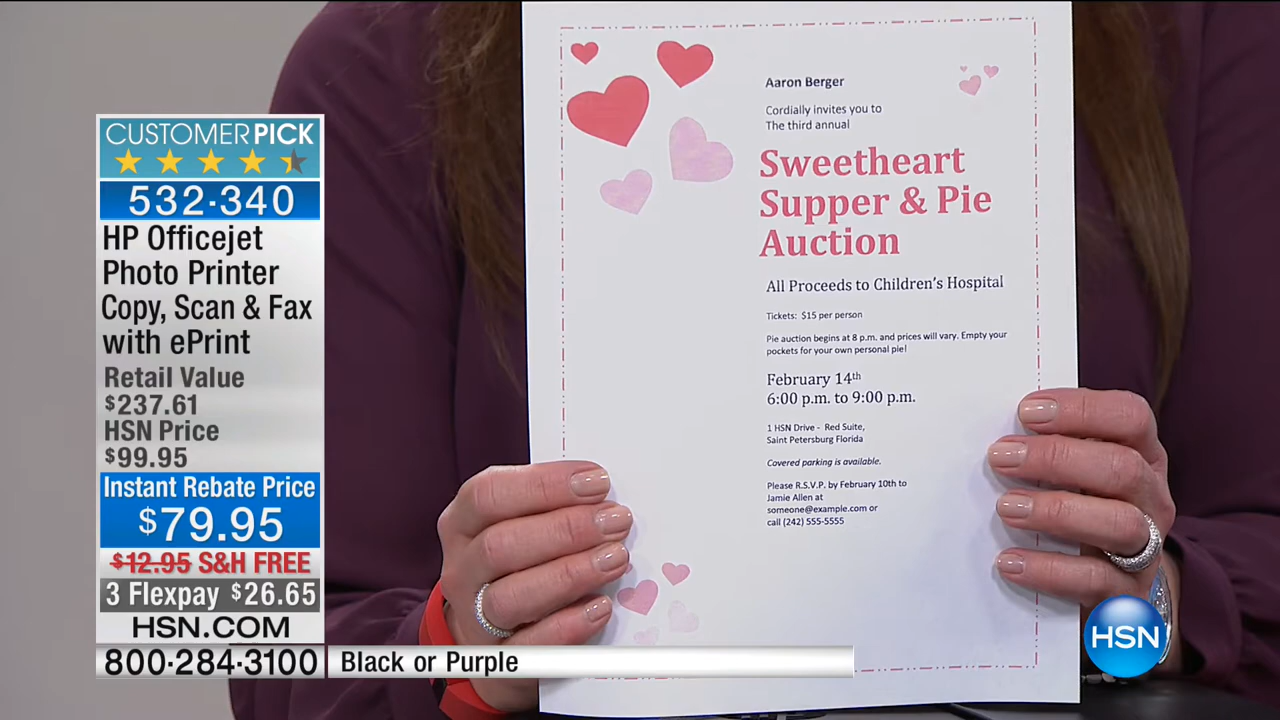 CUSTOMER PICK
532-340
HP Officejet
Photo Printer
Copy, Scan & Fax
with ePrint
Retail Value
$237.61
HSN Price
$99.95
Instant Rebate Price
$79.95
$12.95 S&H FREE
3 Flexpay $26.65
HSN.COM
800-284-3100
Black or Purple
Aaron Berger
Cordially invites you to
The third annual
Sweetheart
Supper & Pie
Auction
All Proceeds to Children's Hospital
Tickets: $15 per person
Pie auction begins at 8 p.m. and prices will vary. Empty your
pockets for your own personal pie!
February 14th
6:00 p.m. to 9:00 p.m.
1 HSN Drive - Red Suite,
Saint Petersburg Florida
Covered parking is available.
Please R.S.V.P. by February 10th to
Jamie Allen at
someone@example.com or
call (242) 555-5555
HSN